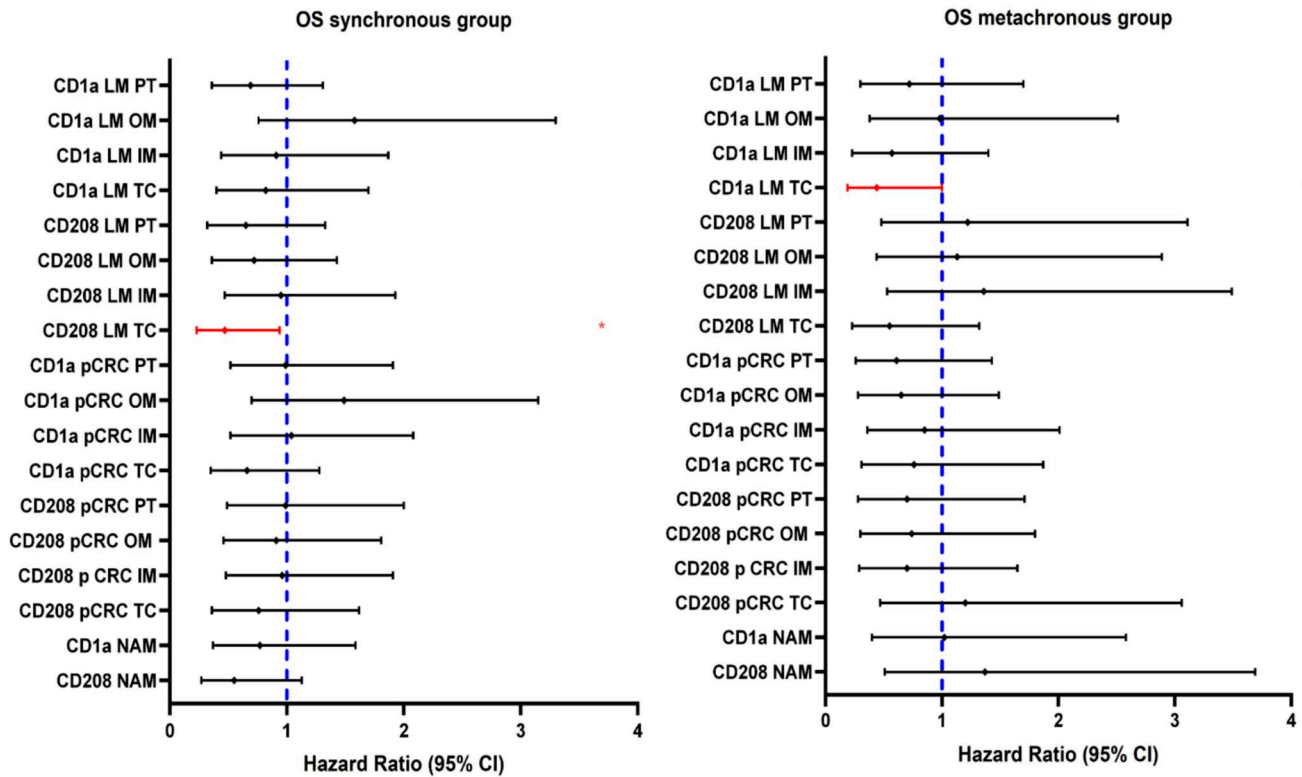 OS synchronous group
CD1a LM PT
CD1a LM OM
CD1a LM IM
CD1a LM TC
CD208 LM PT
CD208 LM OM
CD208 LM IM
CD208 LM TC
*
CD1a pCRC PT
CD1a pCRC OM
CD1a pCRC IM
CD1a pCRC TC
CD208 pCRC PT
CD208 pCRC OM
CD208 p CRC IM
CD208 pCRC TC
CD1a NAM
CD208 NAM
0 1 2 3 4
Hazard Ratio (95% CI)
OS metachronous group
CD1a LM PT
CD1a LM OM
CD1a LM IM
CD1a LM TC
CD208 LM PT
CD208 LM OM
CD208 LM IM
CD208 LM TC
CD1a pCRC PT
CD1a pCRC OM
CD1a pCRC IM
CD1a pCRC TC
CD208 pCRC PT
CD208 pCRC OM
CD208 p CRC IM
CD208 pCRC TC
CD1a NAM
CD208 NAM
0 1 2 3 4
Hazard Ratio (95% CI)